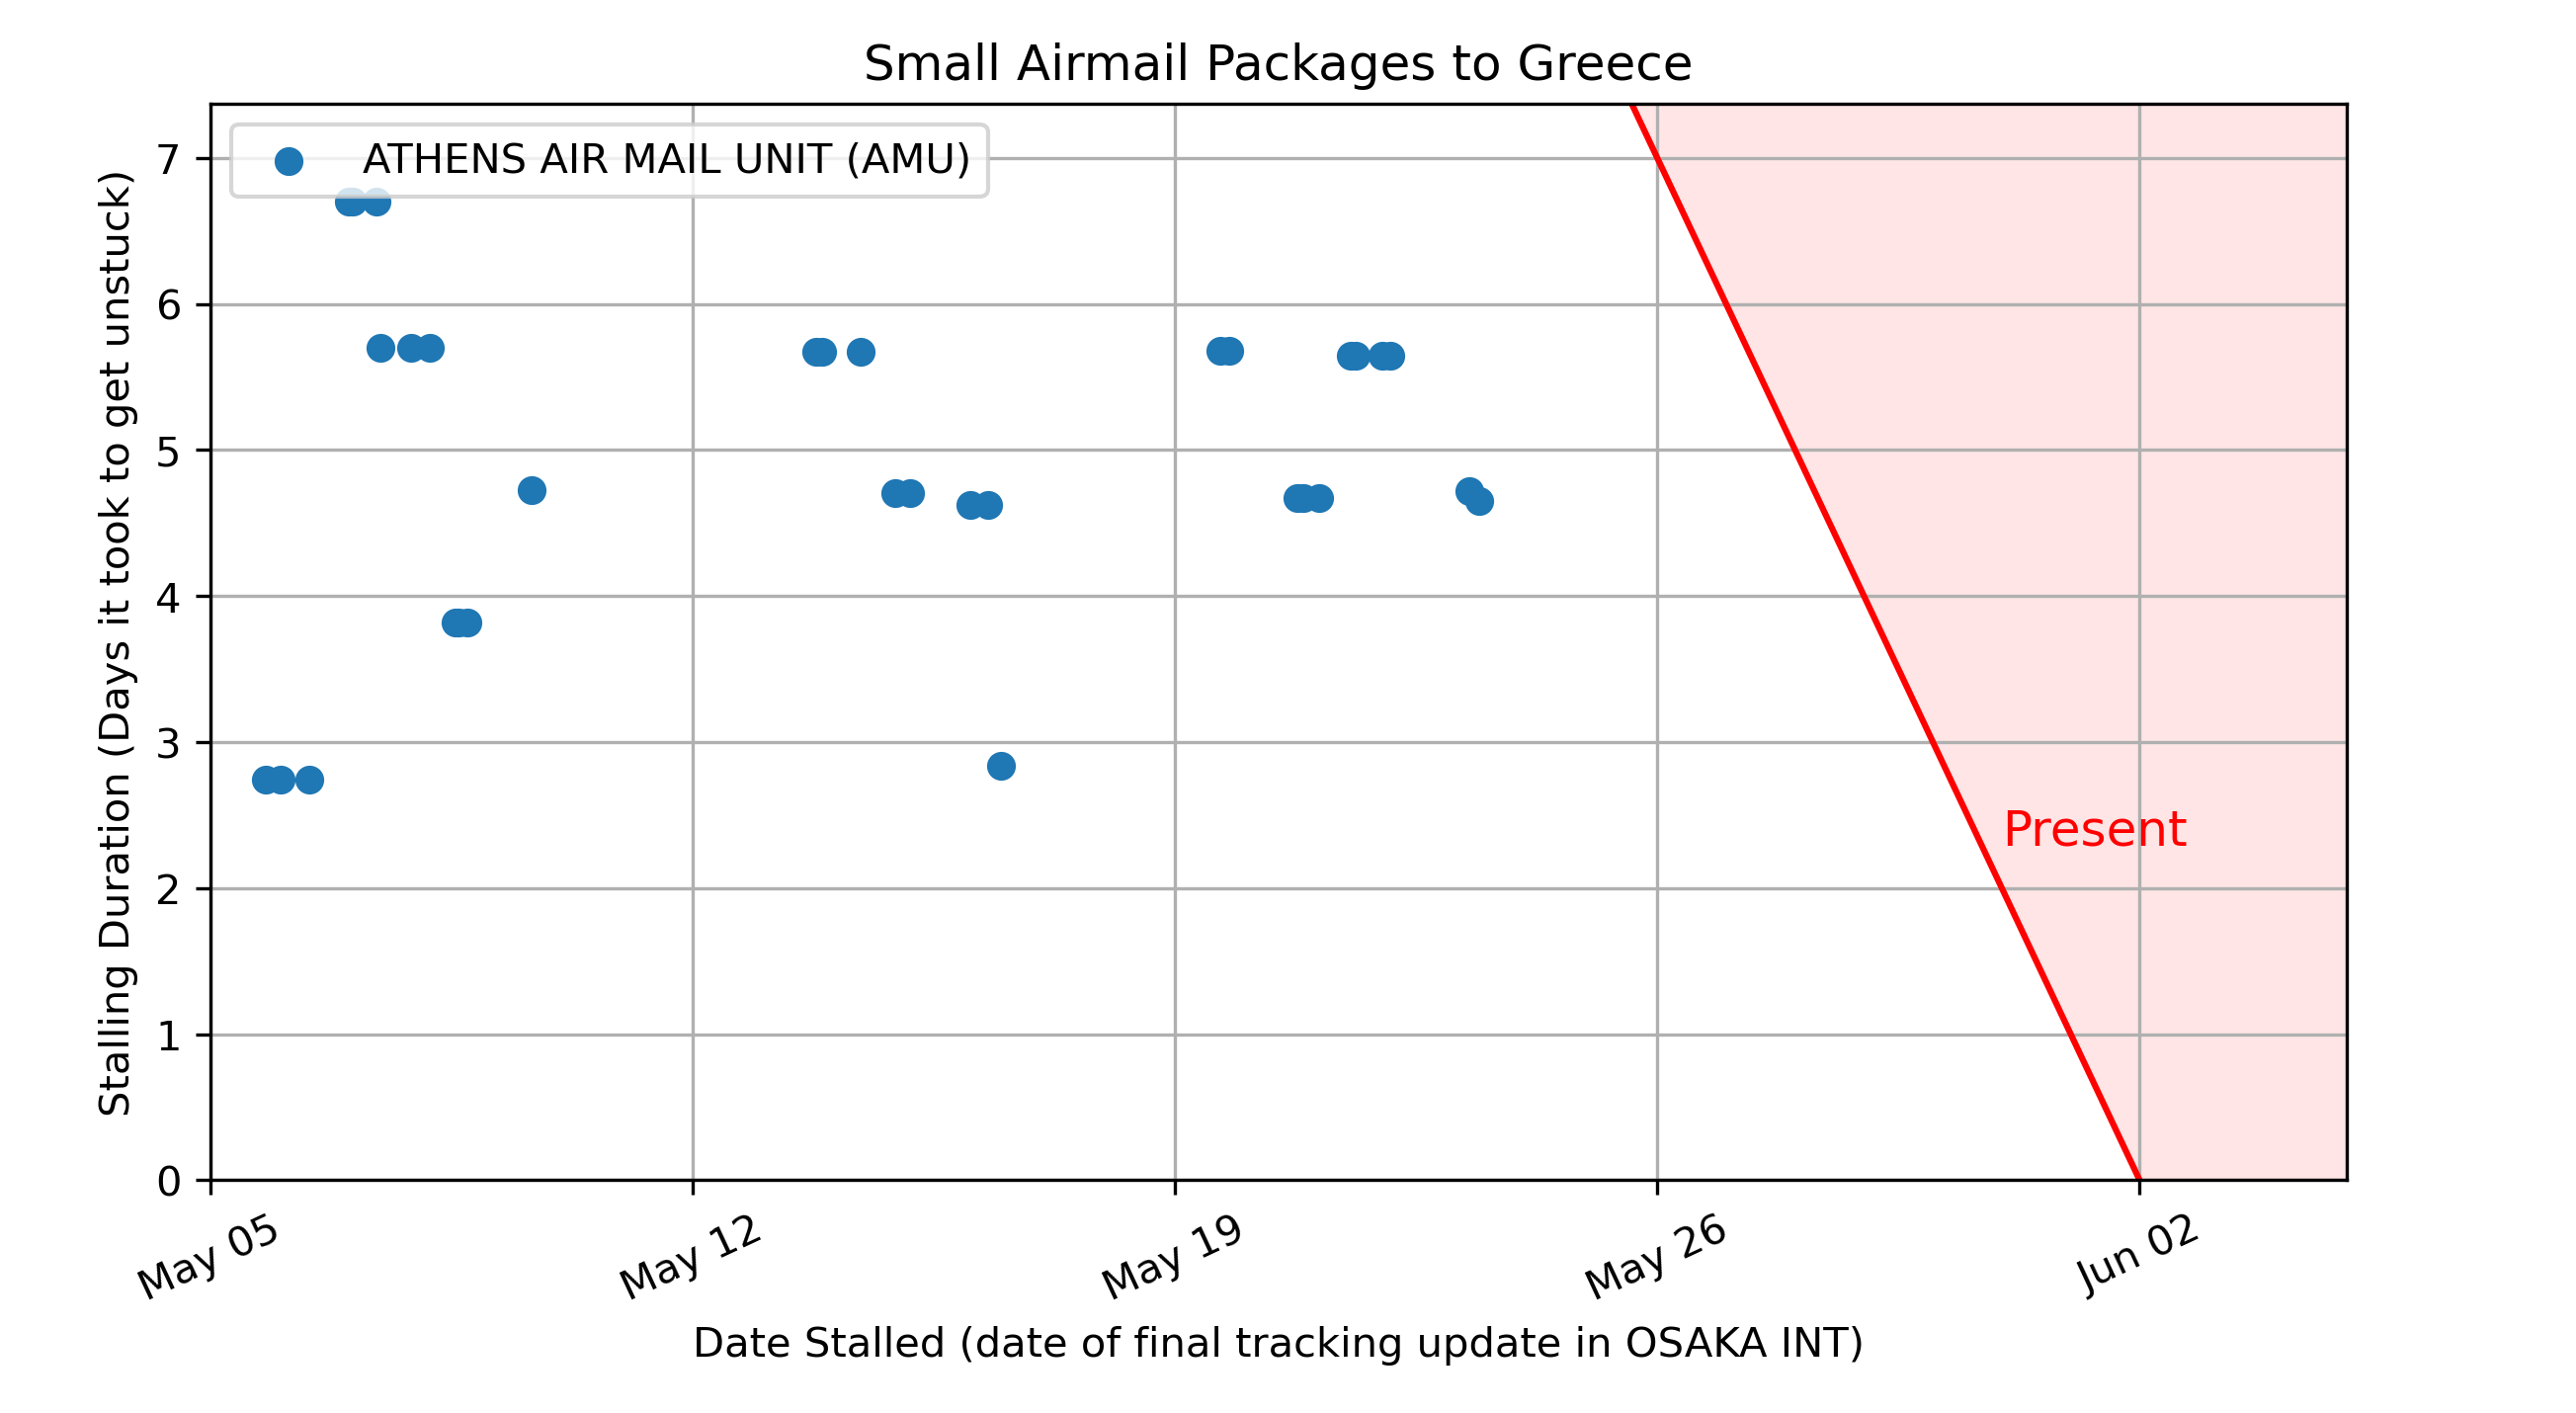 Small Airmail Packages to Greece
ATHENS AIR MAIL UNIT (AMU)
Stalling Duration (Days it took to get unstuck)
7
6
5
4
3
2
1
0
Present
May 05
May 12
May 19
May 26
Jun 02
Date Stalled (date of final tracking update in OSAKA INT)